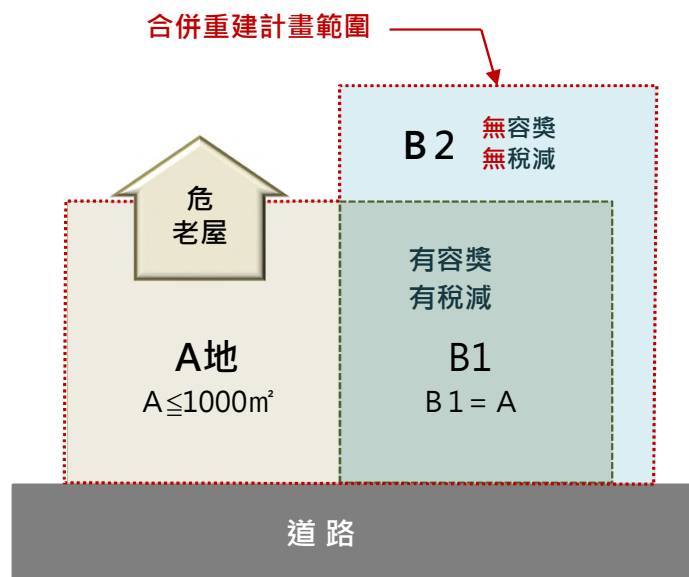 合併重建計畫範圍
B2
無容獎
無稅減
危
老屋
有容獎
有稅減
A地
A≦1000㎡
B1
B1=A
道路